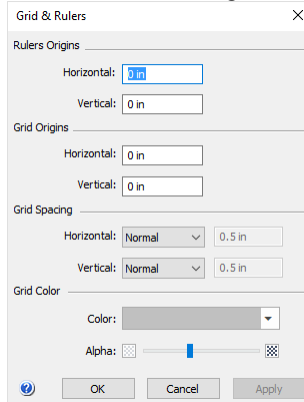 Grid & Rulers
Rulers Origins
Horizontal: 0 in
Vertical: 0 in
Grid Origins
Horizontal: 0 in
Vertical: 0 in
Grid Spacing
Horizontal: Normal 0.5 in
Vertical: Normal 0.5 in
Grid Color
Color:
Alpha:
? OK Cancel Apply